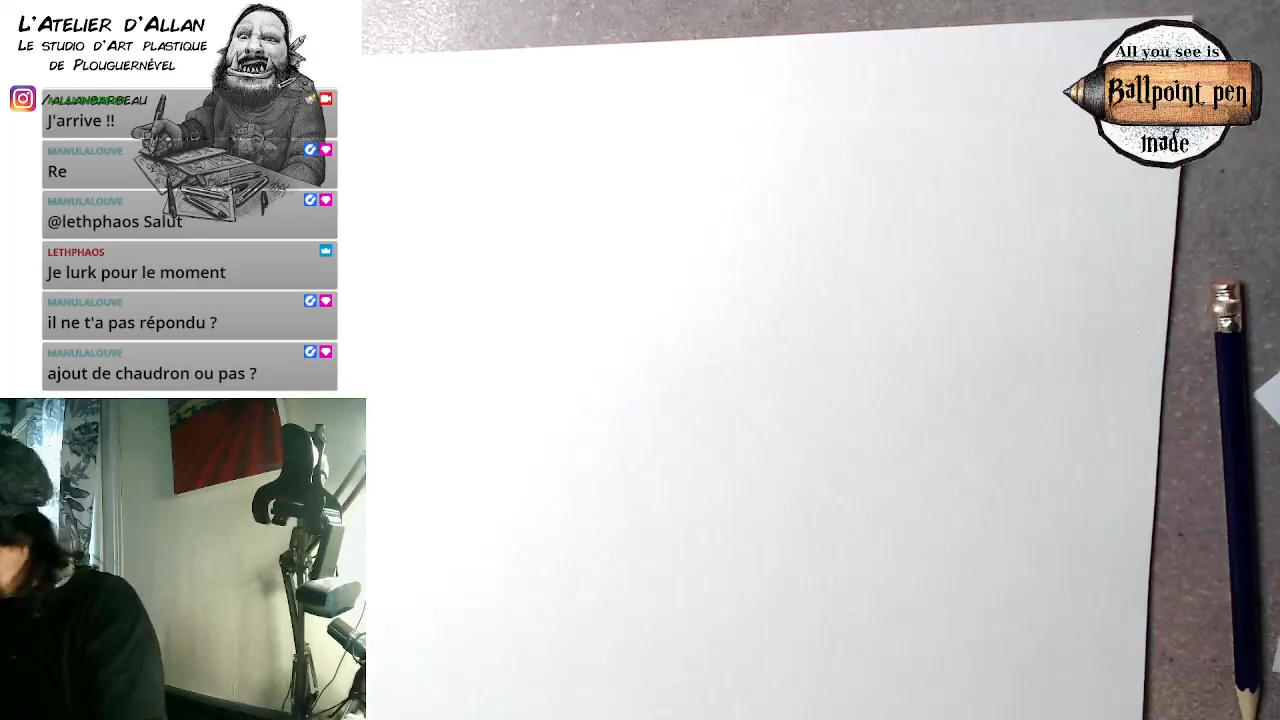 L'Atelier d'Allan
Le studio d'Art plastique
de Plouguernével
/allanbarbeau
J'arrive !!
MANULALOUVE
Re
MANULALOUVE
@lethphaos Salut
LETHPHAOS
Je lurk pour le moment
MANULALOUVE
il ne t'a pas répondu ?
MANULALOUVE
ajout de chaudron ou pas ?
All you see is
Ballpoint pen
made